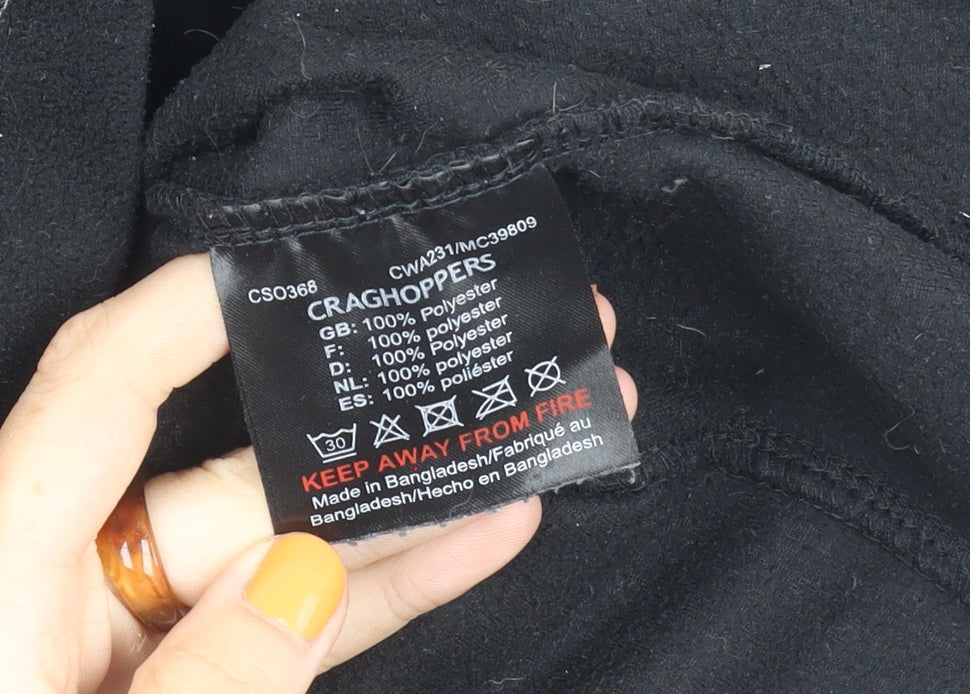 CSO368 CWA231/MC39809
CRAGHOPPERS
GB: 100% Polyester
F: 100% polyester
D: 100% Polyester
NL: 100% polyester
ES: 100% poliéster
30
KEEP AWAY FROM FIRE
Made in Bangladesh/Fabriqué au
Bangladesh/Hecho en Bangladesh